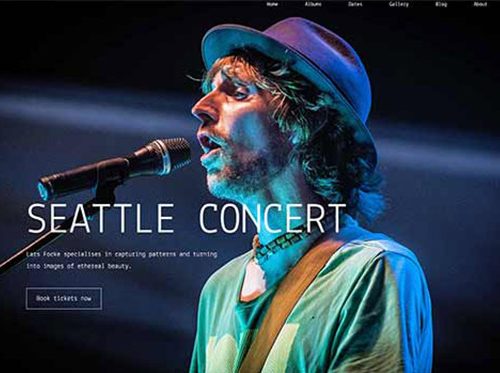 Home Albums Dates Gallery Blog About
SEATTLE CONCERT
Lars Focke specialises in capturing patterns and turning
into images of ethereal beauty.
Book tickets now